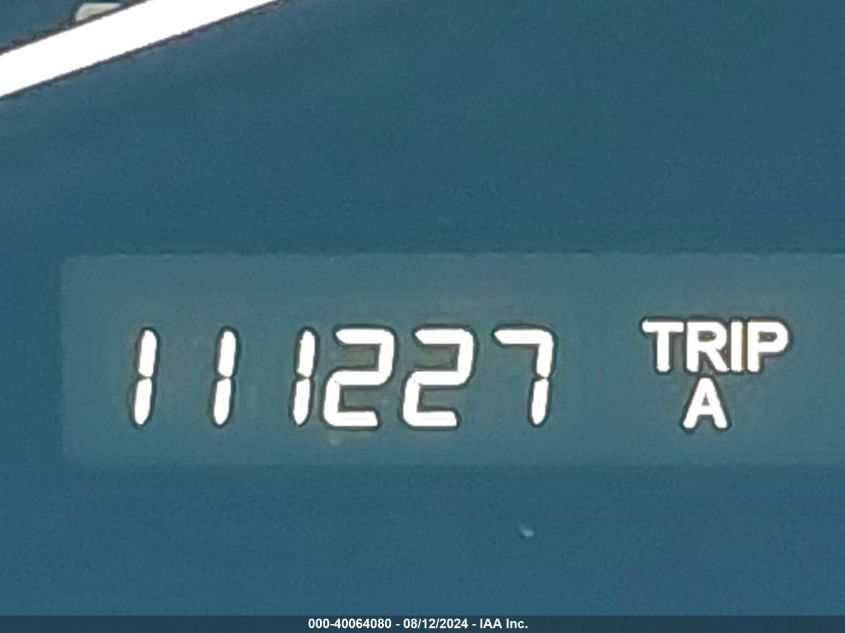 111227 TRIP
A
000-40064080 - 08/12/2024 - IAA Inc.